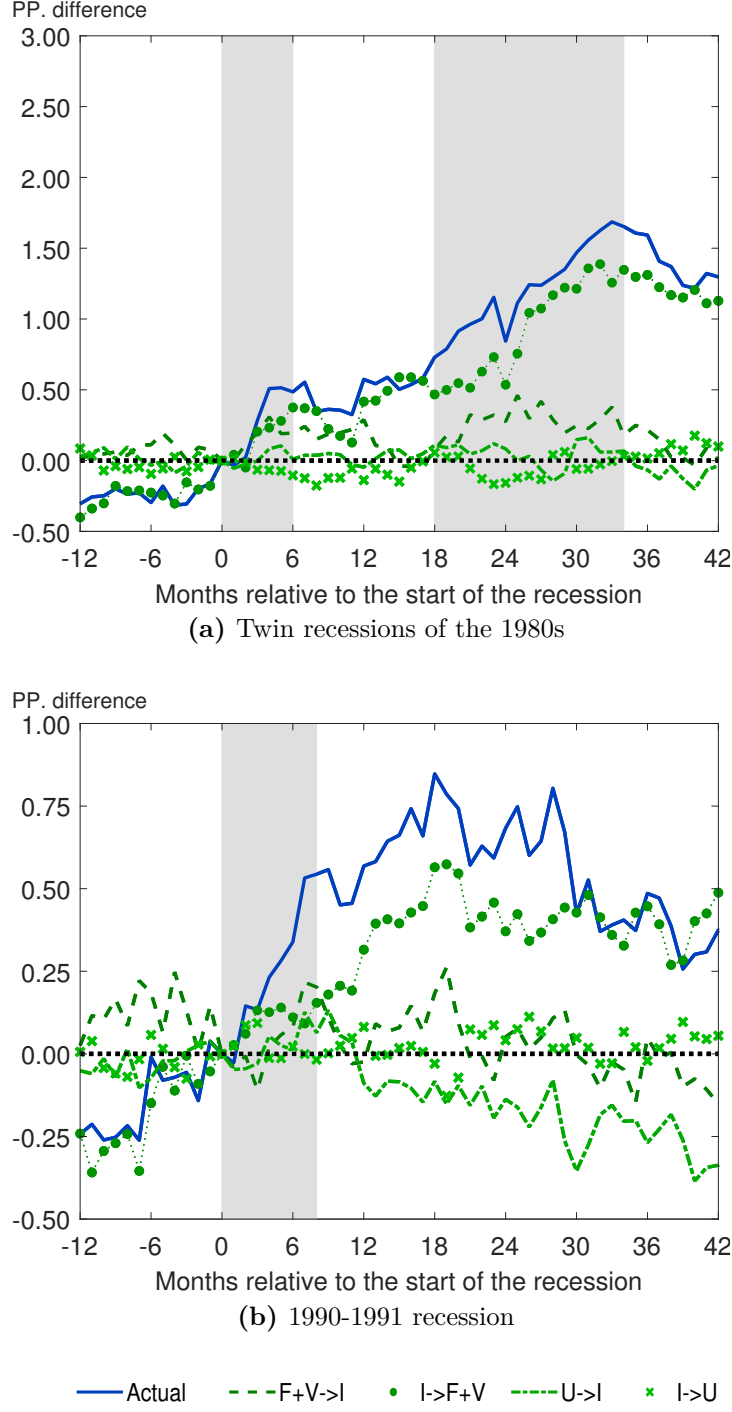 PP. difference
3.00
2.50
2.00
1.50
1.00
0.50
0.00
-0.50
-12 -6 0 6 12 18 24 30 36 42
Months relative to the start of the recession
(a) Twin recessions of the 1980s
PP. difference
1.00
0.75
0.50
0.25
0.00
-0.25
-0.50
-12 -6 0 6 12 18 24 30 36 42
Months relative to the start of the recession
(b) 1990-1991 recession
Actual F+V->I I->F+V U->I I->U